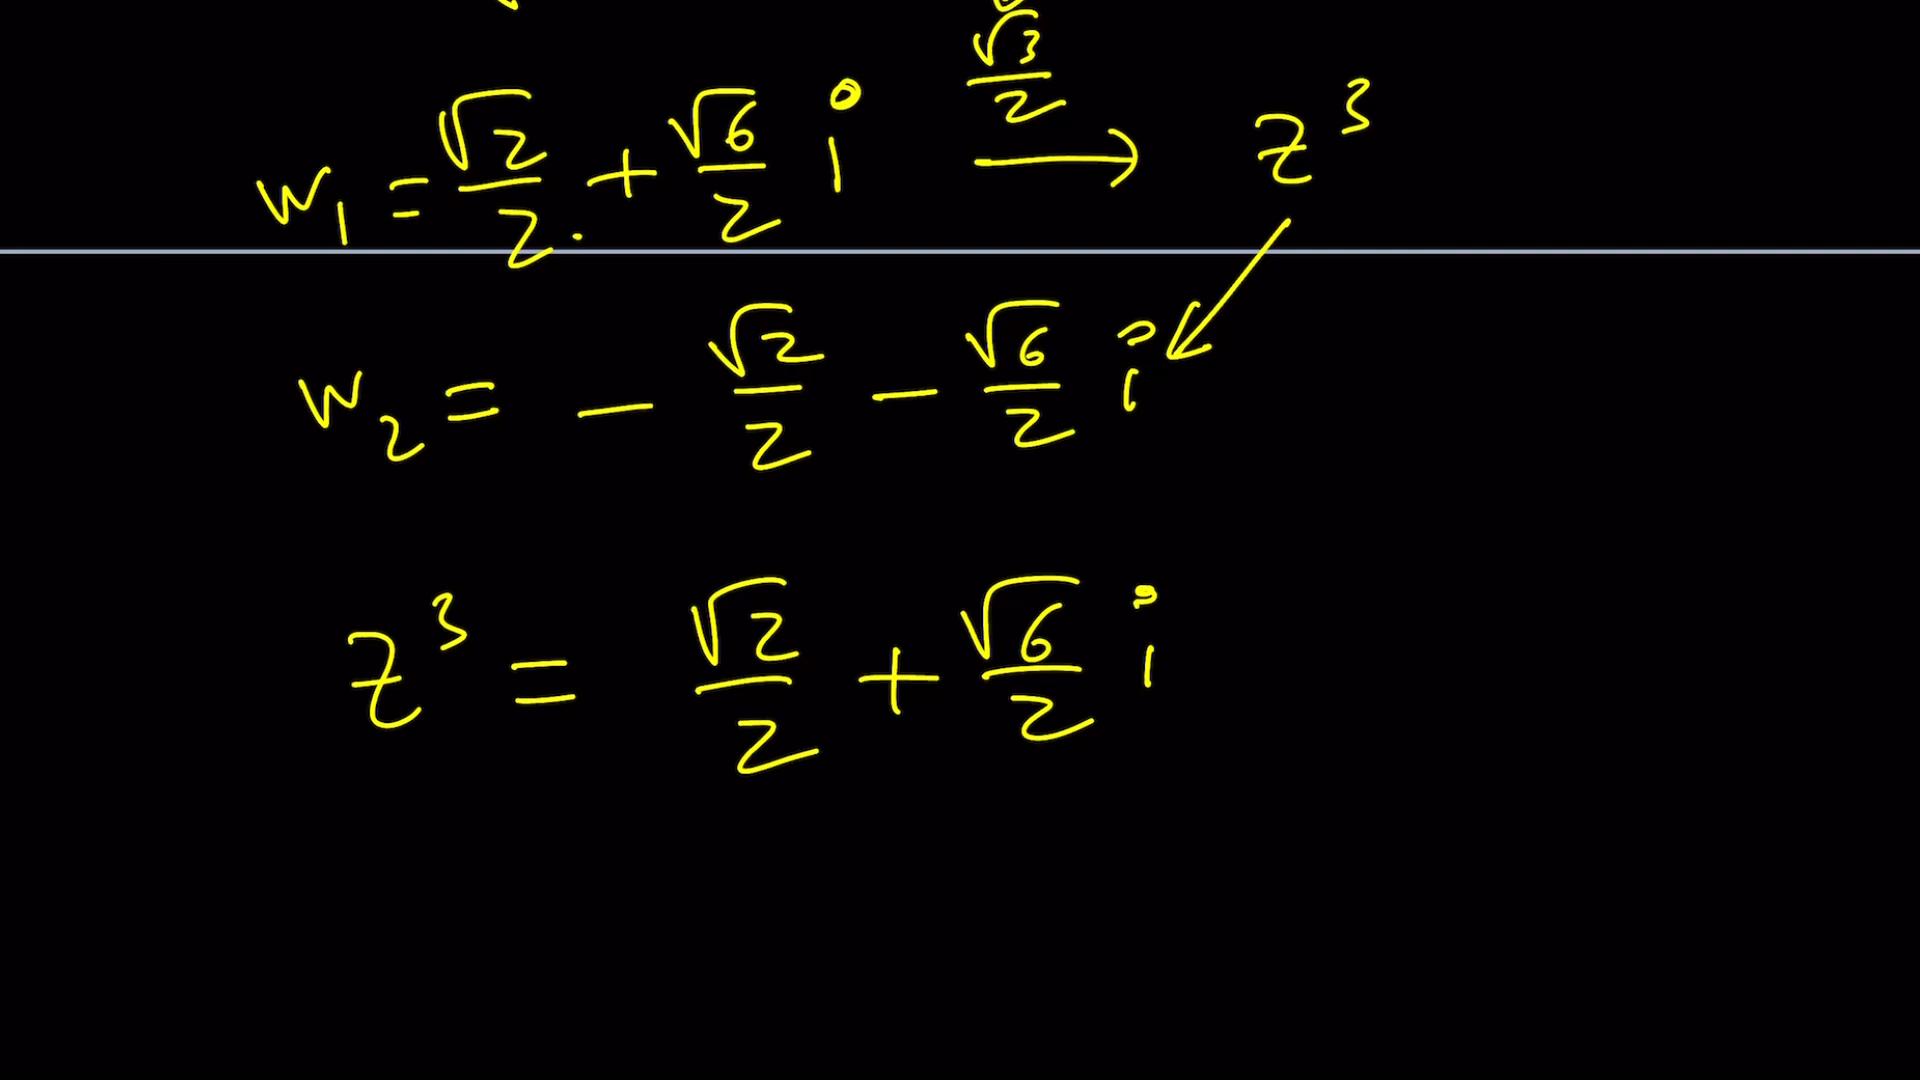 √3/2
w₁ = √2/2 + √6/2 i → z³
w₂ = - √2/2 - √6/2 i
z³ = √2/2 + √6/2 i